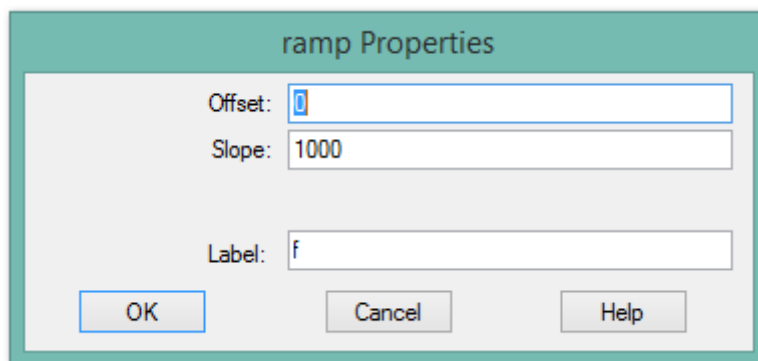 ramp Properties
Offset: 0
Slope: 1000
Label: f
OK Cancel Help